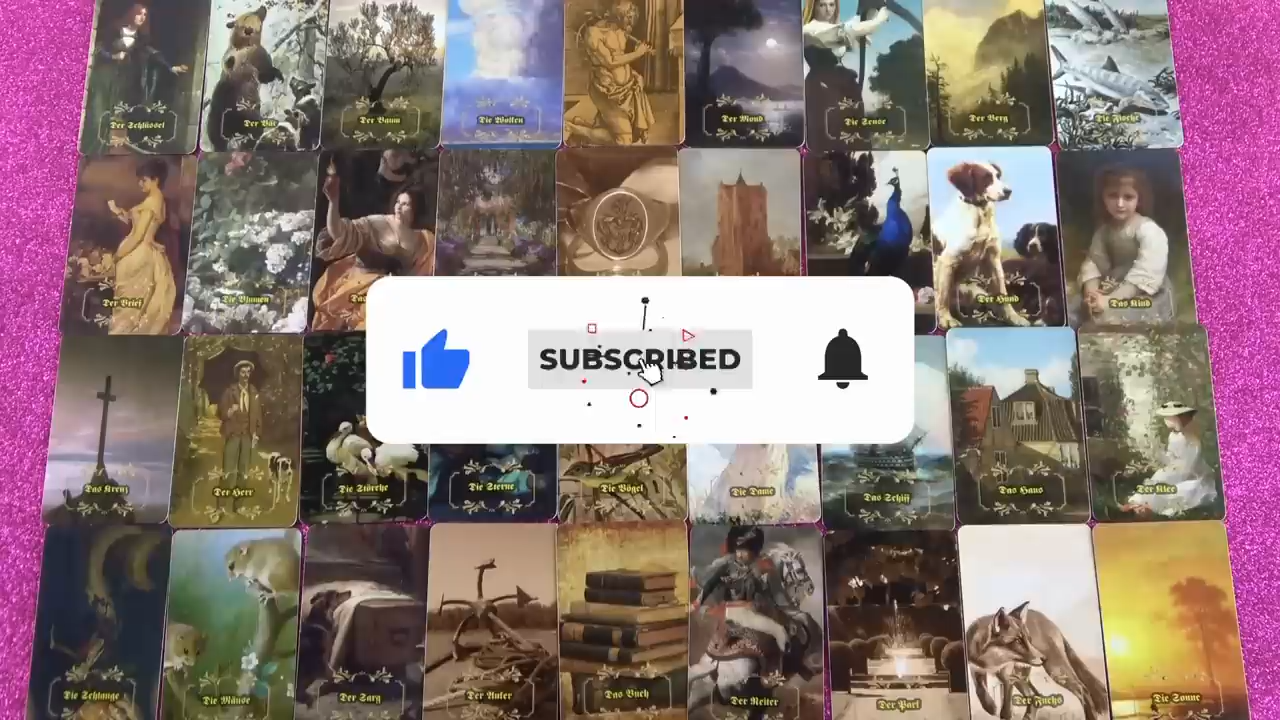 Der Schlüssel
Der Bär
Der Baum
Die Wolken
Der Mond
Die Sense
Der Berg
Die Fische
Der Brief
Die Blumen
Der Hund
Das Kind
SUBSCRIBED
Das Kreuz
Der Herr
Die Störche
Die Sterne
Die Vögel
Die Dame
Das Schiff
Das Haus
Der Klee
Die Schlange
Die Mäuse
Der Sarg
Der Anker
Das Buch
Der Reiter
Der Park
Der Fuchs
Die Sonne